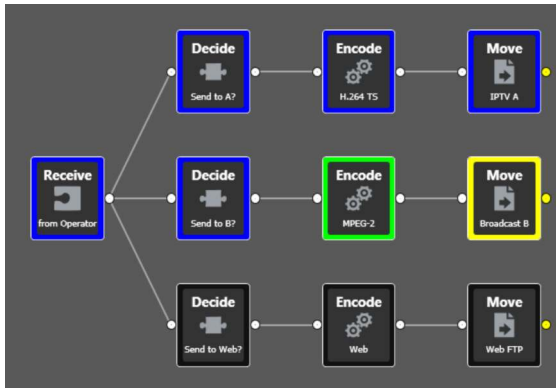 Decide
Send to A?
Encode
H.264 TS
Move
IPTV A
Receive
from Operator
Decide
Send to B?
Encode
MPEG-2
Move
Broadcast B
Decide
Send to Web?
Encode
Web
Move
Web FTP